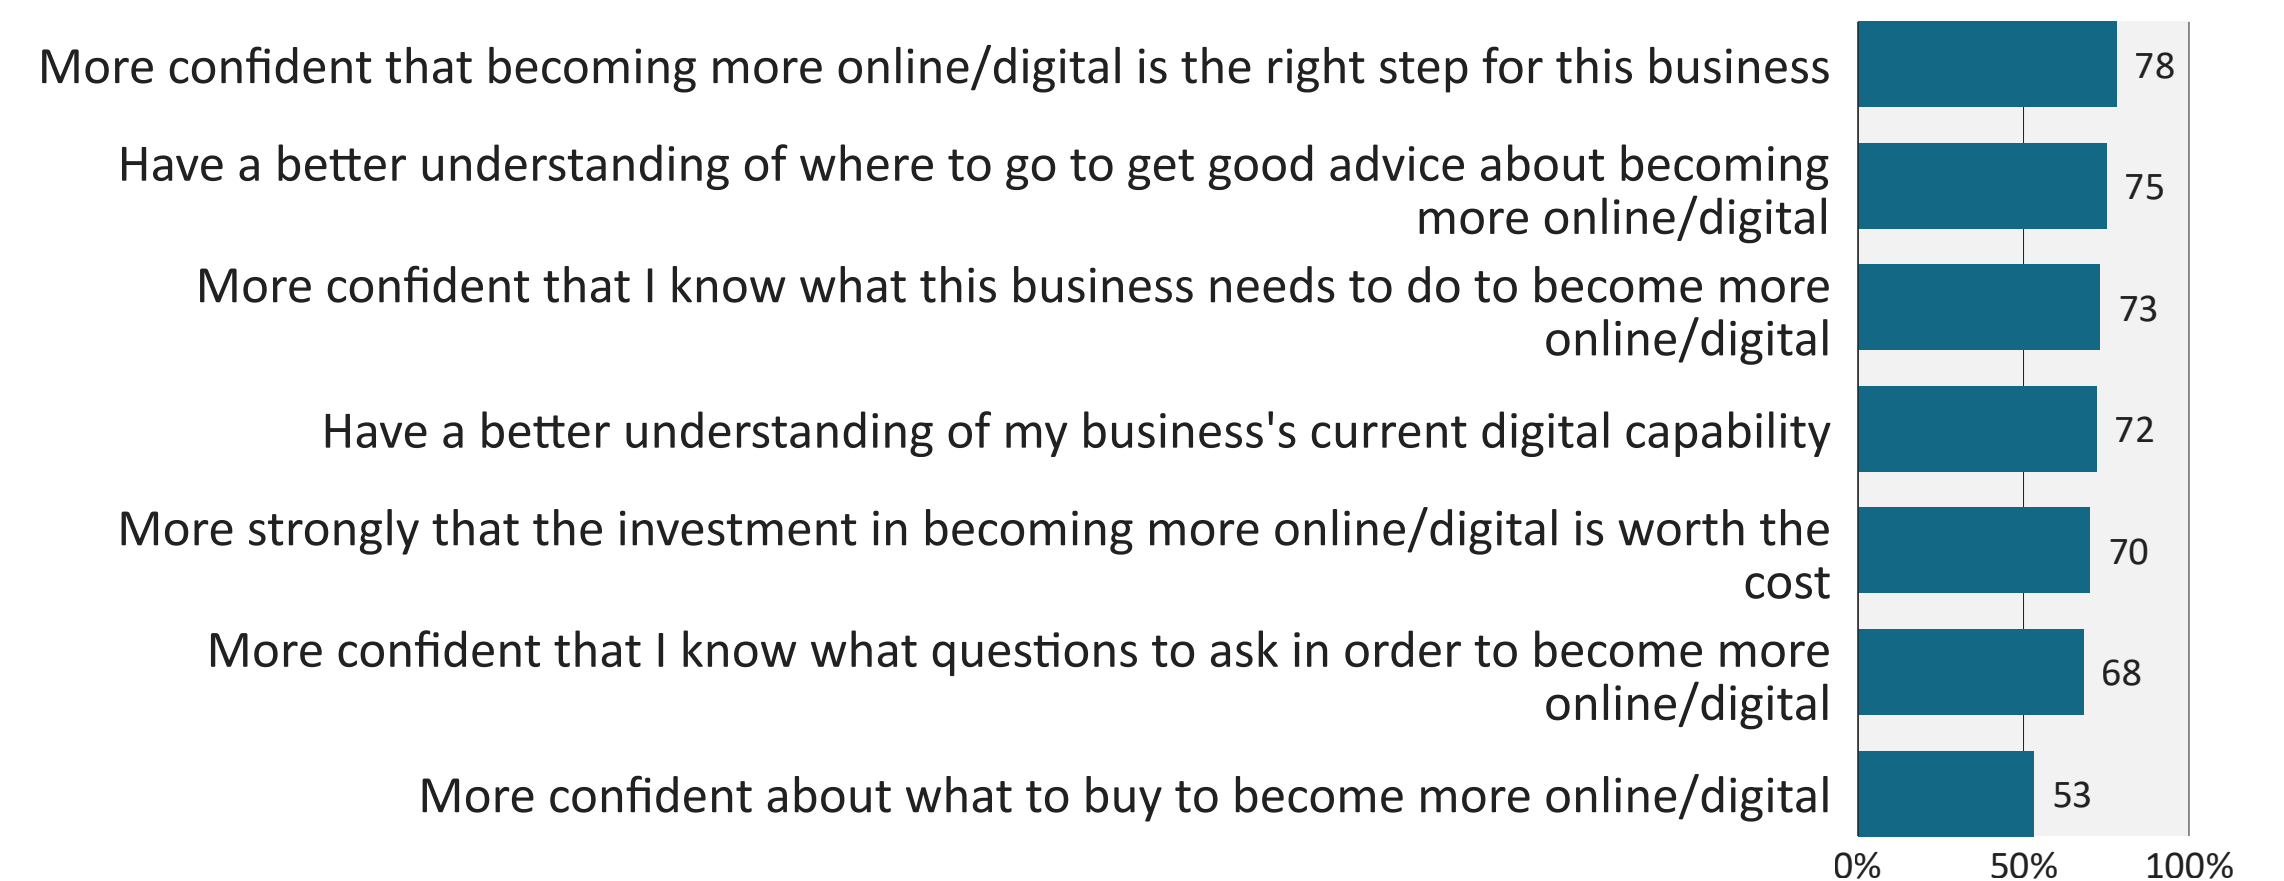 More confident that becoming more online/digital is the right step for this business
78
Have a better understanding of where to go to get good advice about becoming
more online/digital
75
More confident that I know what this business needs to do to become more
online/digital
73
Have a better understanding of my business's current digital capability
72
More strongly that the investment in becoming more online/digital is worth the
cost
70
More confident that I know what questions to ask in order to become more
online/digital
68
More confident about what to buy to become more online/digital
53
0% 50% 100%